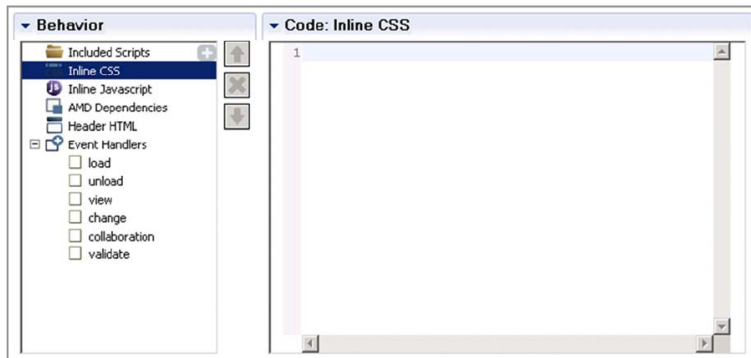 Behavior
Included Scripts
Inline CSS
Inline Javascript
AMD Dependencies
Header HTML
Event Handlers
load
unload
view
change
collaboration
validate
Code: Inline CSS
1